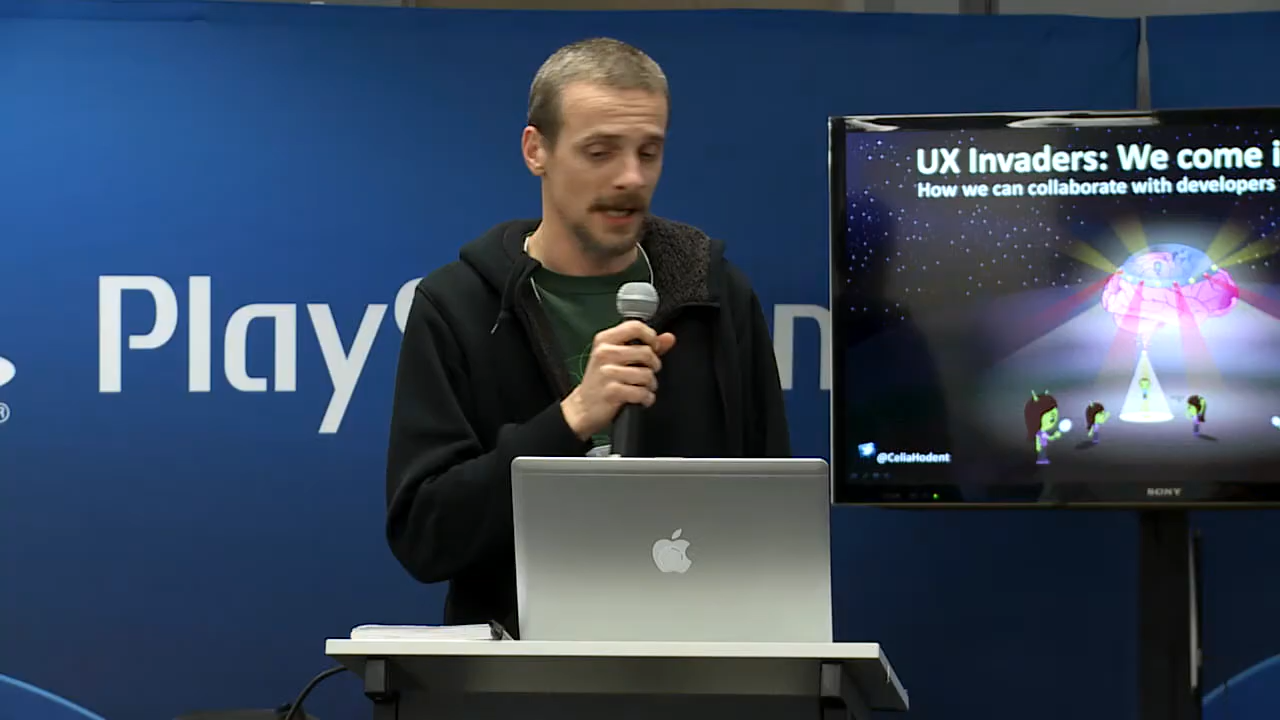 UX Invaders: We come i
How we can collaborate with developers
Play
n
®
@CeliaHodent
SONY